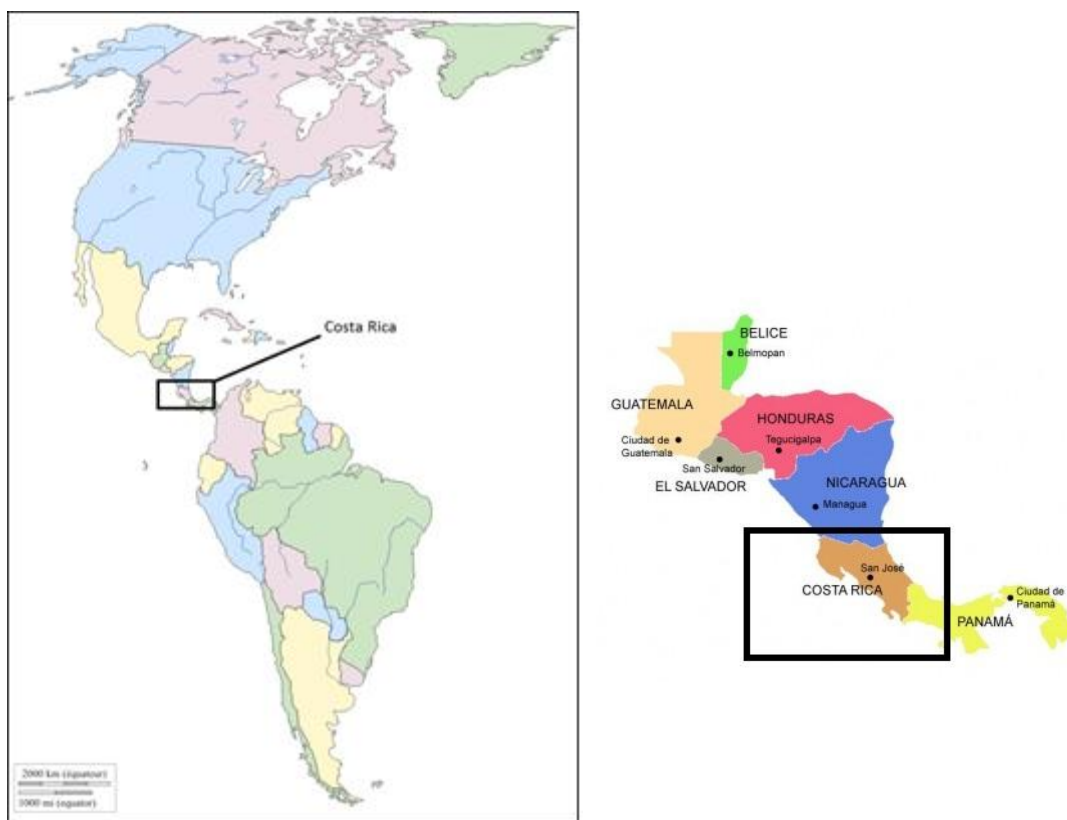 Costa Rica
2000 km (équateur)
1000 mi (equator)
BELICE
Belmopan
GUATEMALA
Ciudad de
Guatemala
HONDURAS
Tegucigalpa
San Salvador
EL SALVADOR
NICARAGUA
Managua
San José
COSTA RICA
Ciudad de
Panamá
PANAMÁ